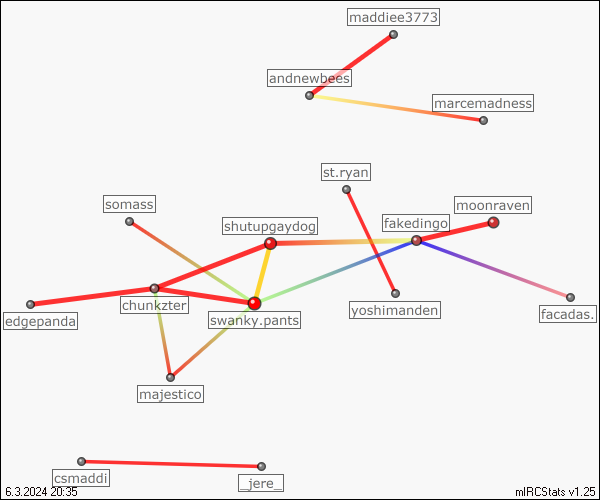 maddiee3773
andnewbees
marcemadness
st.ryan
somass
moonraven
shutupgaydog
fakedingo
chunkzter
edgepanda
swanky.pants
yoshimanden
facadas.
majestico
csmaddi
_jere_
6.3.2024 20:35
mIRCStats v1.25